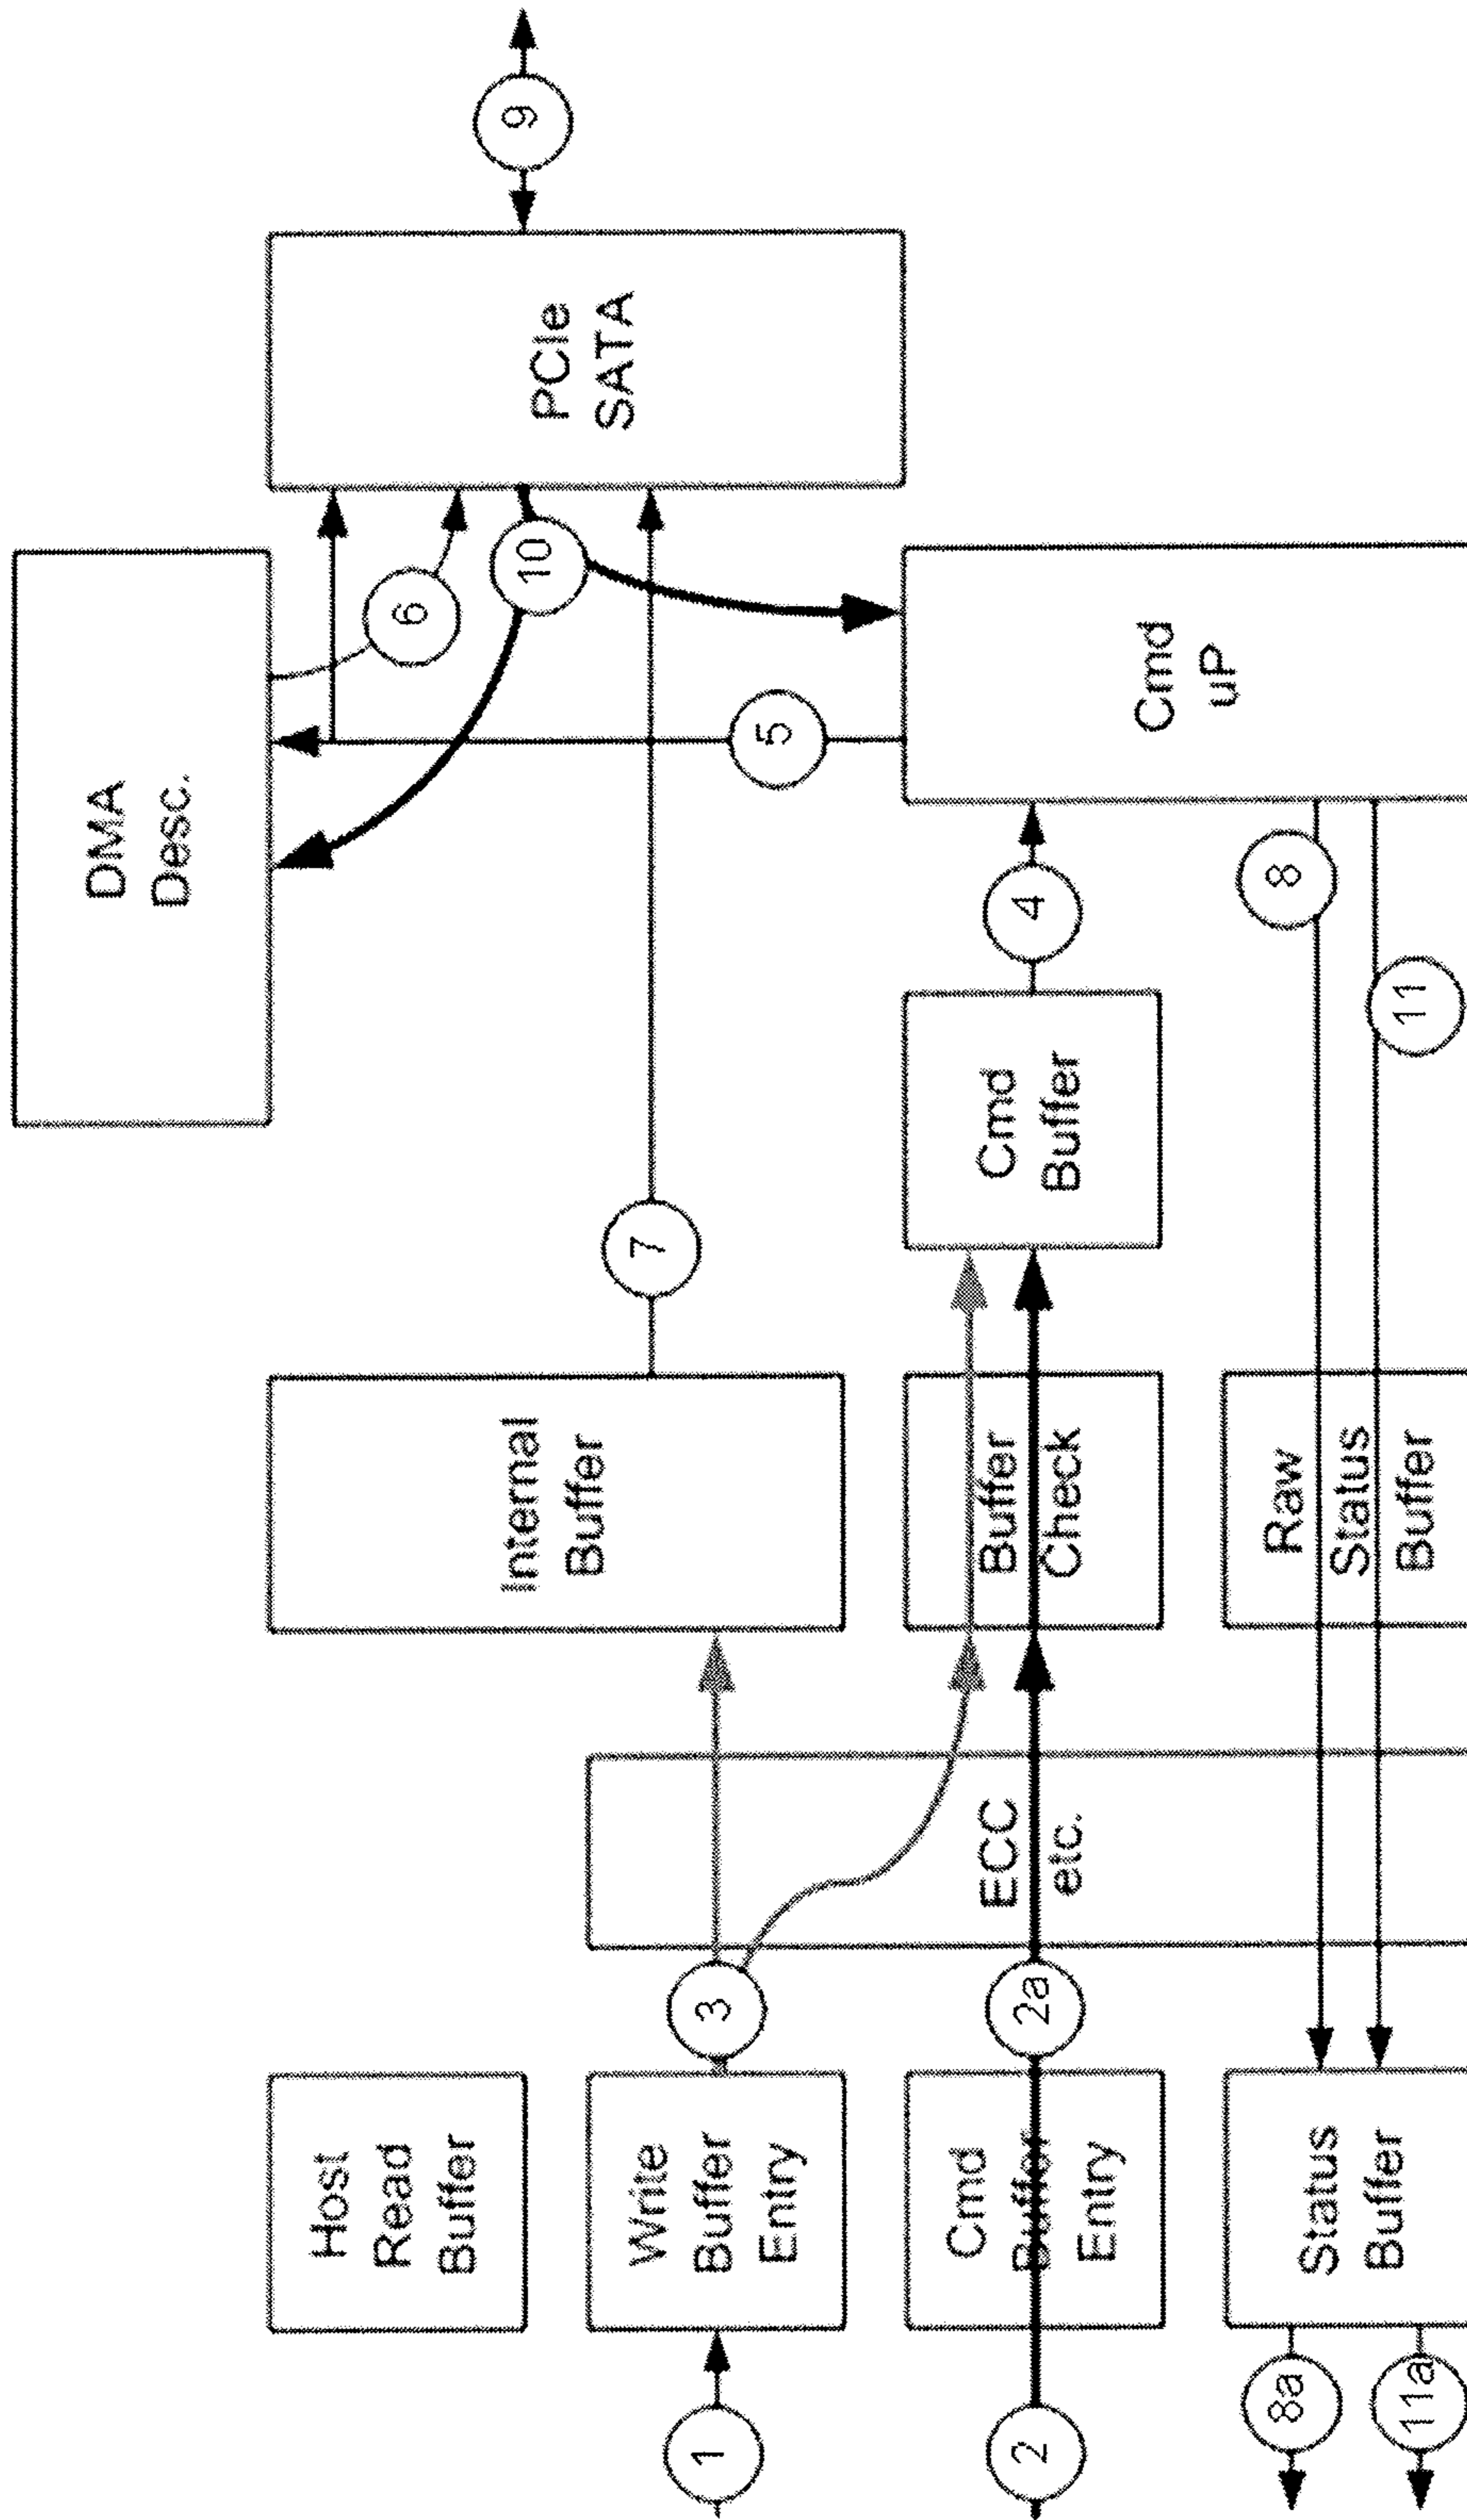 DMA
Desc.
Host
Read
Buffer
Internal
Buffer
6
10
PCIe
SATA
9
1
Write
Buffer
Entry
3
7
5
2
Cmd
Buffer
Entry
2a
ECC
etc.
Buffer
Check
Cmd
Buffer
4
Cmd
uP
8a
11a
Status
Buffer
Raw
Status
Buffer
11
8